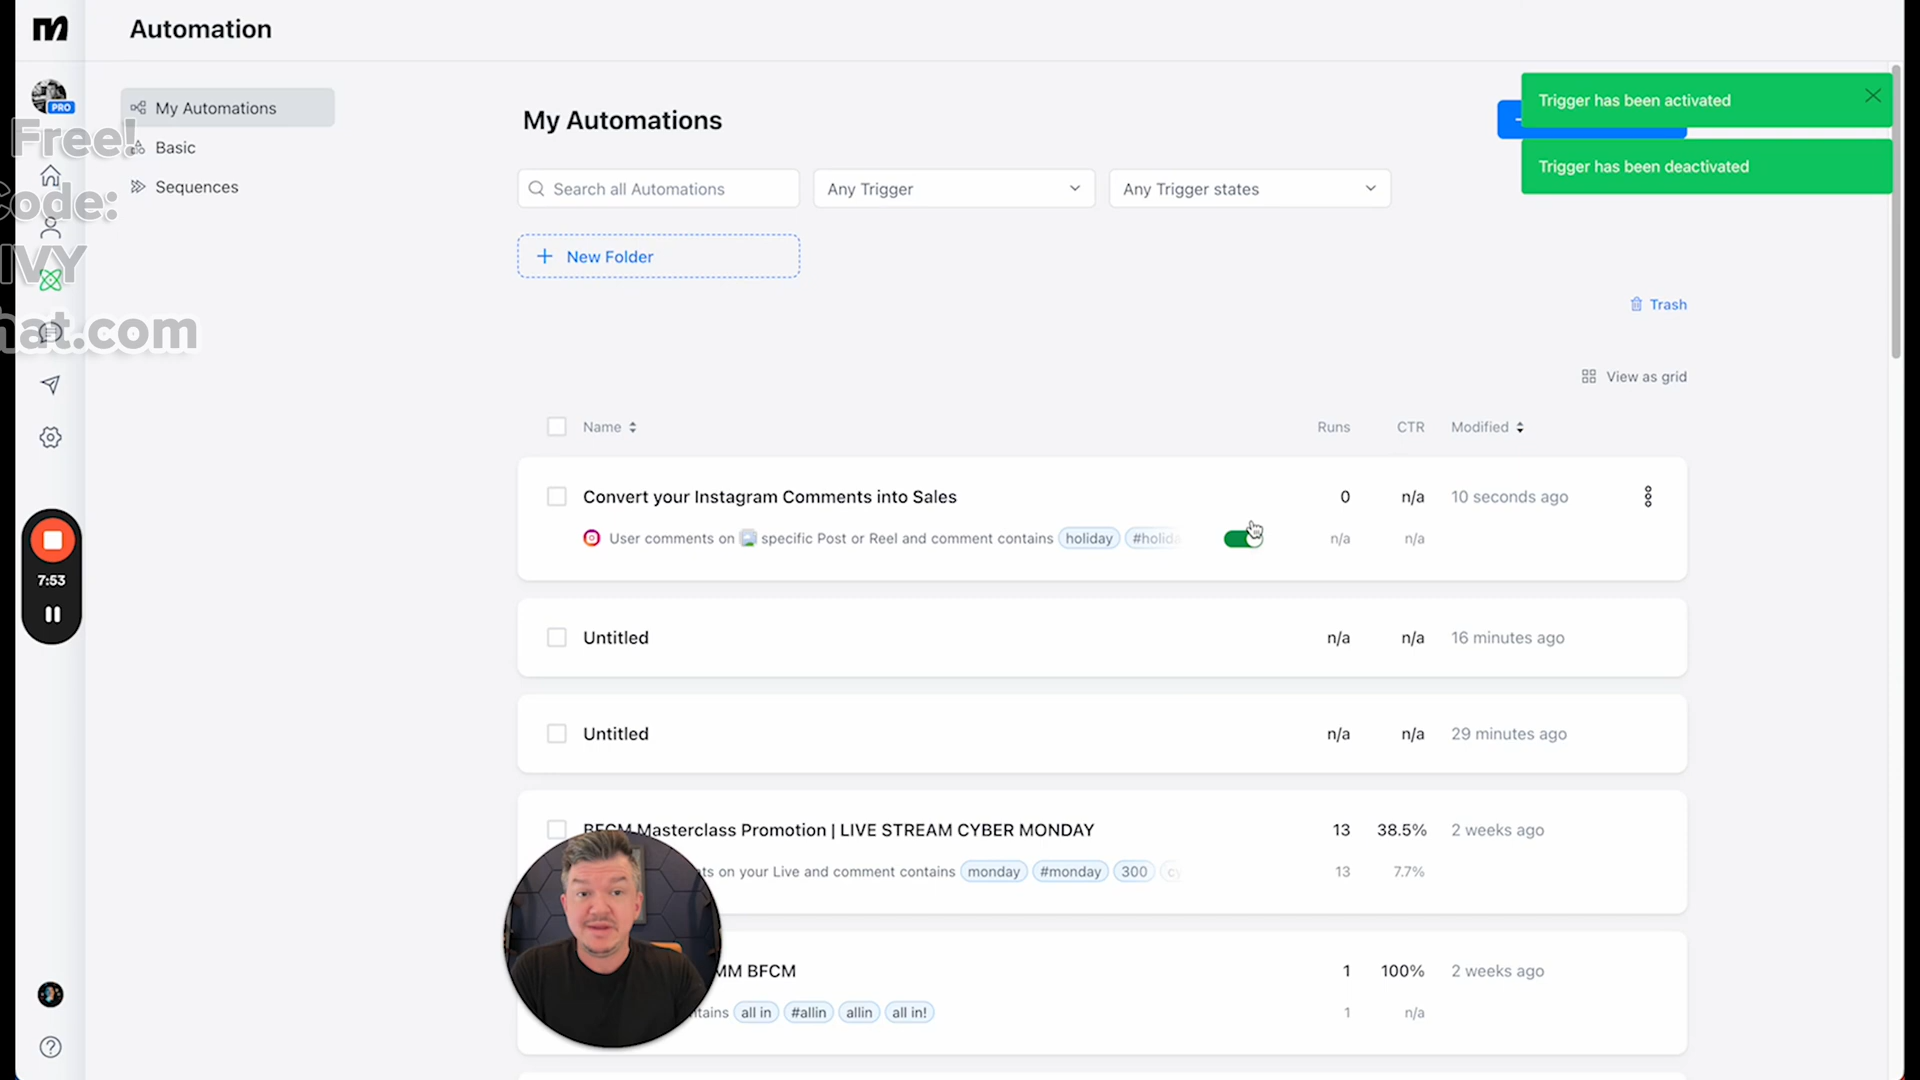 Automation
PRO
Free!
Code:
IVY
hat.com
My Automations
Basic
Sequences
7:53
My Automations
Trigger has been activated
Trigger has been deactivated
Search all Automations
Any Trigger
Any Trigger states
+ New Folder
Trash
View as grid
Name
Runs
CTR
Modified
Convert your Instagram Comments into Sales
0
n/a
10 seconds ago
User comments on specific Post or Reel and comment contains holiday #holida
n/a
n/a
Untitled
n/a
n/a
16 minutes ago
Untitled
n/a
n/a
29 minutes ago
BFCM Masterclass Promotion | LIVE STREAM CYBER MONDAY
13
38.5%
2 weeks ago
ts on your Live and comment contains monday #monday 300 cy
13
7.7%
MM BFCM
1
100%
2 weeks ago
ntains all in #allin allin all in!
1
n/a